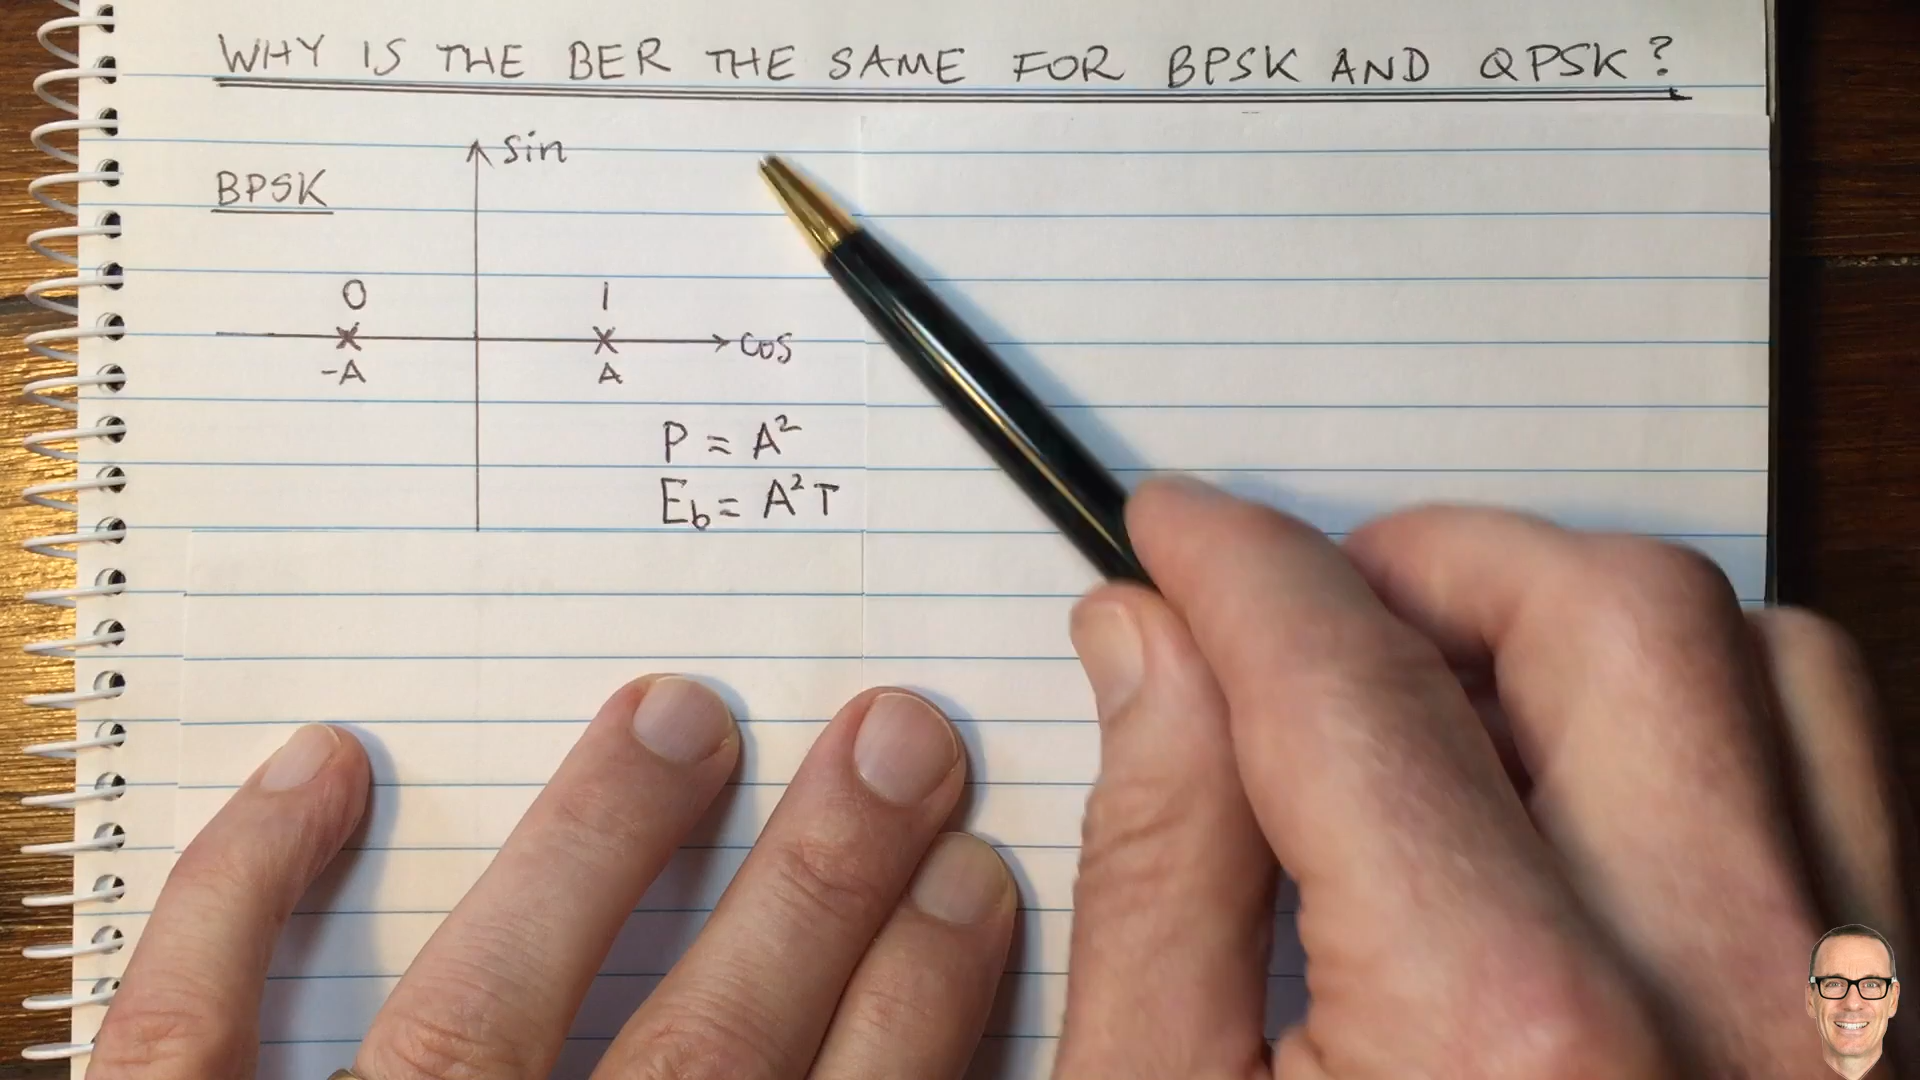 WHY IS THE BER THE SAME FOR BPSK AND QPSK?
sin
BPSK
0 1
cos
-A A
P = A²
E_b = A²T